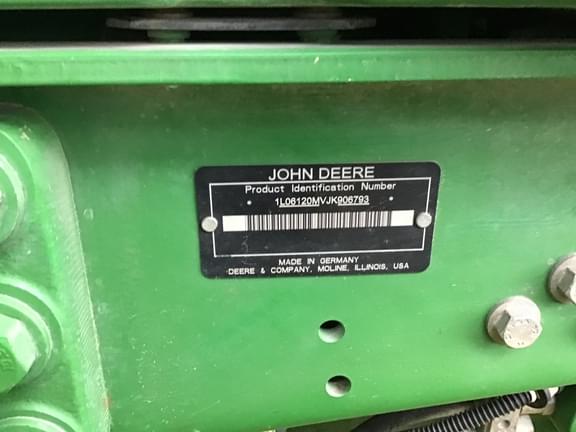 JOHN DEERE
Product Identification Number
* 1L06120MVJK906793 *
MADE IN GERMANY
DEERE & COMPANY, MOLINE, ILLINOIS, USA